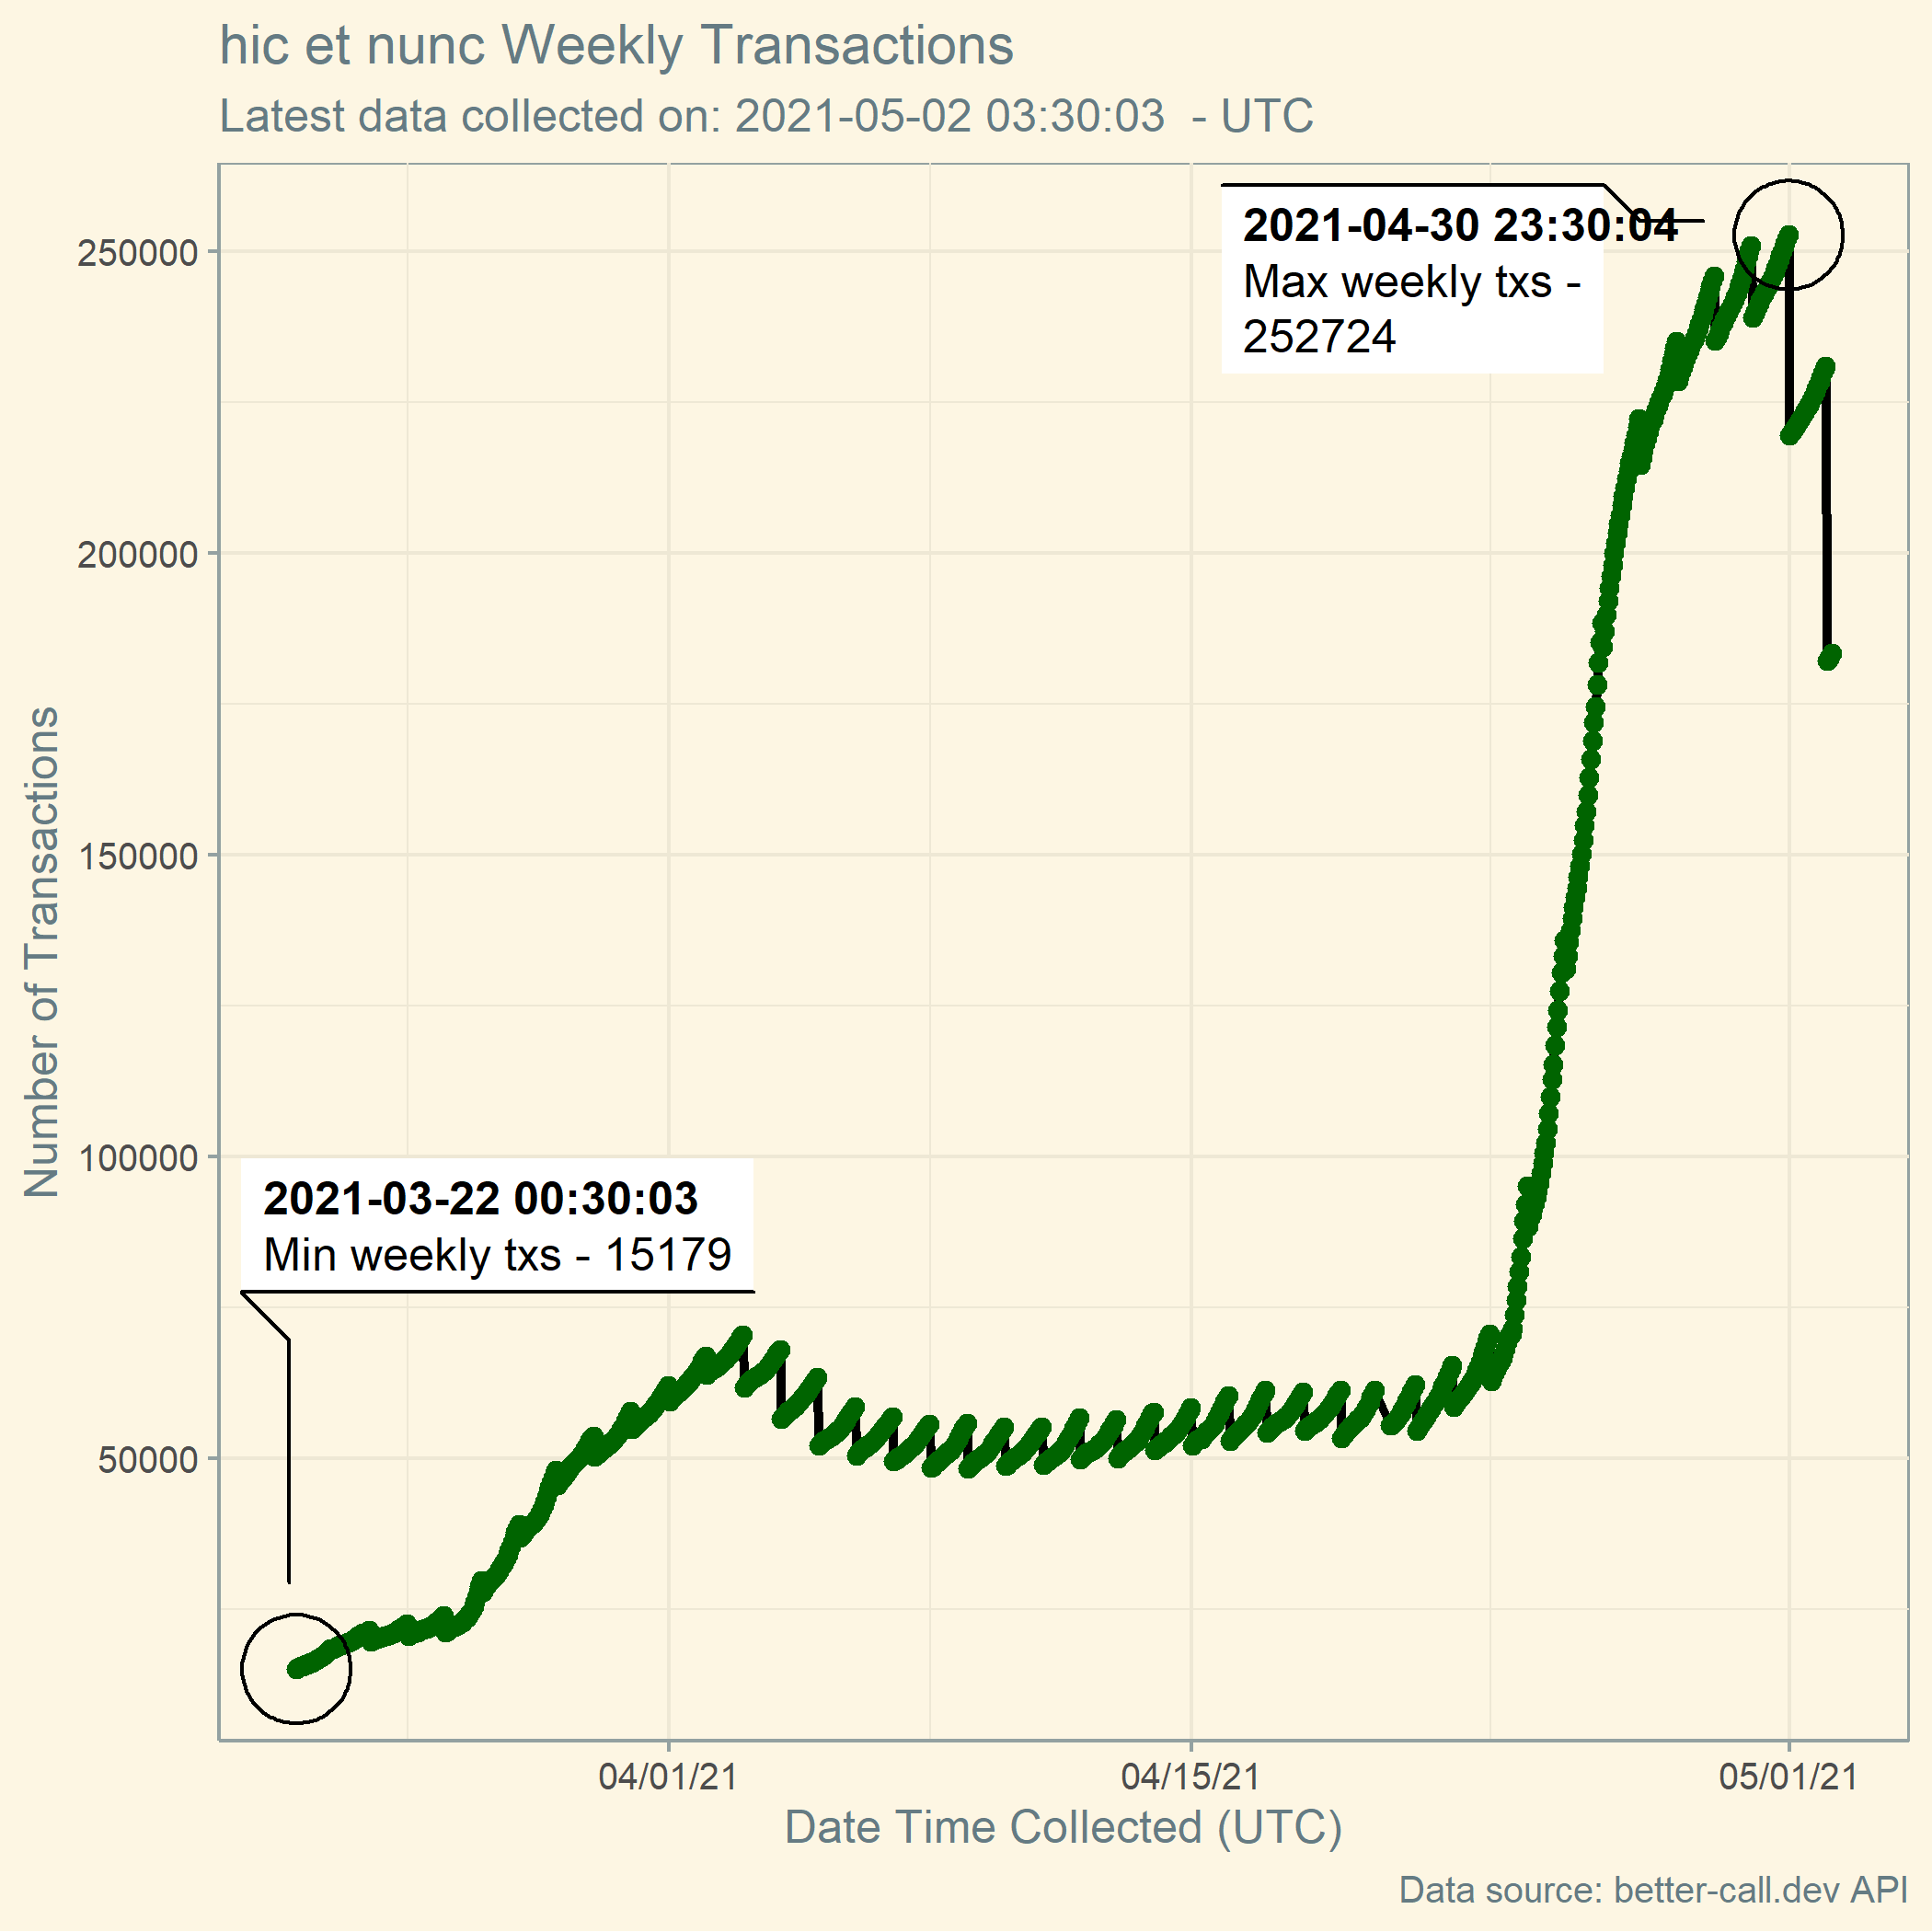 hic et nunc Weekly Transactions
Latest data collected on: 2021-05-02 03:30:03  - UTC
2021-04-30 23:30:04
Max weekly txs -
252724
2021-03-22 00:30:03
Min weekly txs - 15179
Number of Transactions
250000
200000
150000
100000
50000
04/01/21
04/15/21
05/01/21
Date Time Collected (UTC)
Data source: better-call.dev API